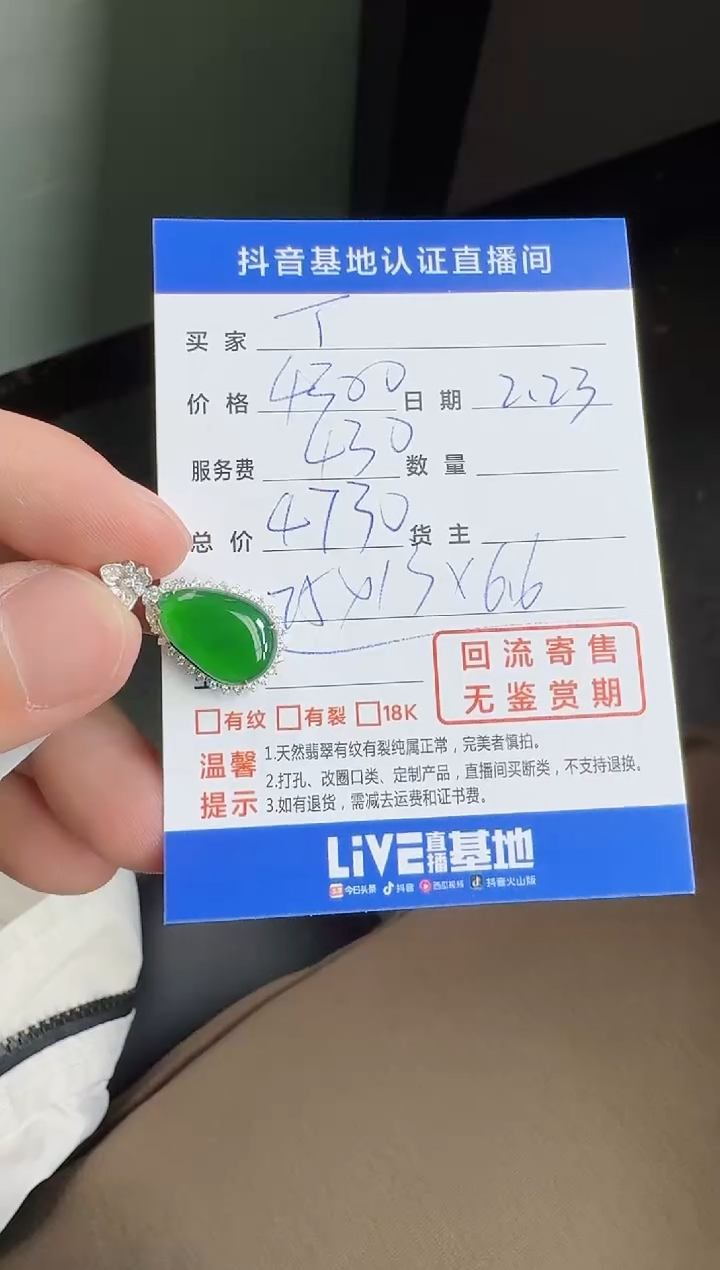 抖音基地认证直播间
买家 丁
价格 4300 日期 2.23
服务费 430 数量
总价 4730 货主
25×15×6.6
回流寄售
无鉴赏期
有纹 有裂 18K
温馨提示
1.天然翡翠有纹有裂纯属正常，完美者慎拍。
2.打孔、改圈口类、定制产品，直播间买断类，不支持退换。
3.如有退货，需减去运费和证书费。
LiVE直播基地
今日头条 抖音 西瓜视频 抖音火山版